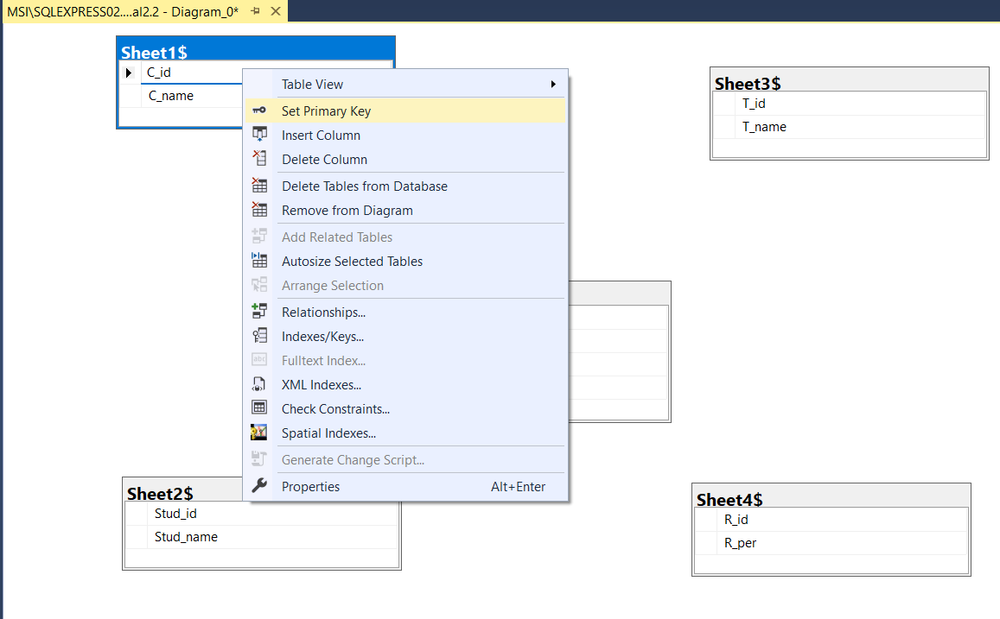 MSI\SQLEXPRESS02....al2.2 - Diagram_0*
Sheet1$
C_id
C_name
Table View
Set Primary Key
Insert Column
Delete Column
Delete Tables from Database
Remove from Diagram
Add Related Tables
Autosize Selected Tables
Arrange Selection
Relationships...
Indexes/Keys...
abc
Fulltext Index...
XML Indexes...
Check Constraints...
Spatial Indexes...
Generate Change Script...
Properties Alt+Enter
Sheet3$
T_id
T_name
Sheet2$
Stud_id
Stud_name
Sheet4$
R_id
R_per